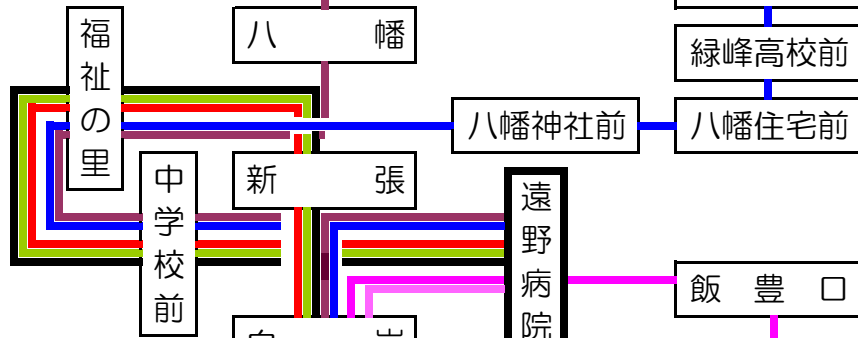 福祉の里
八幡
緑峰高校前
八幡神社前
八幡住宅前
中学校前
新張
遠野病院
飯豊口